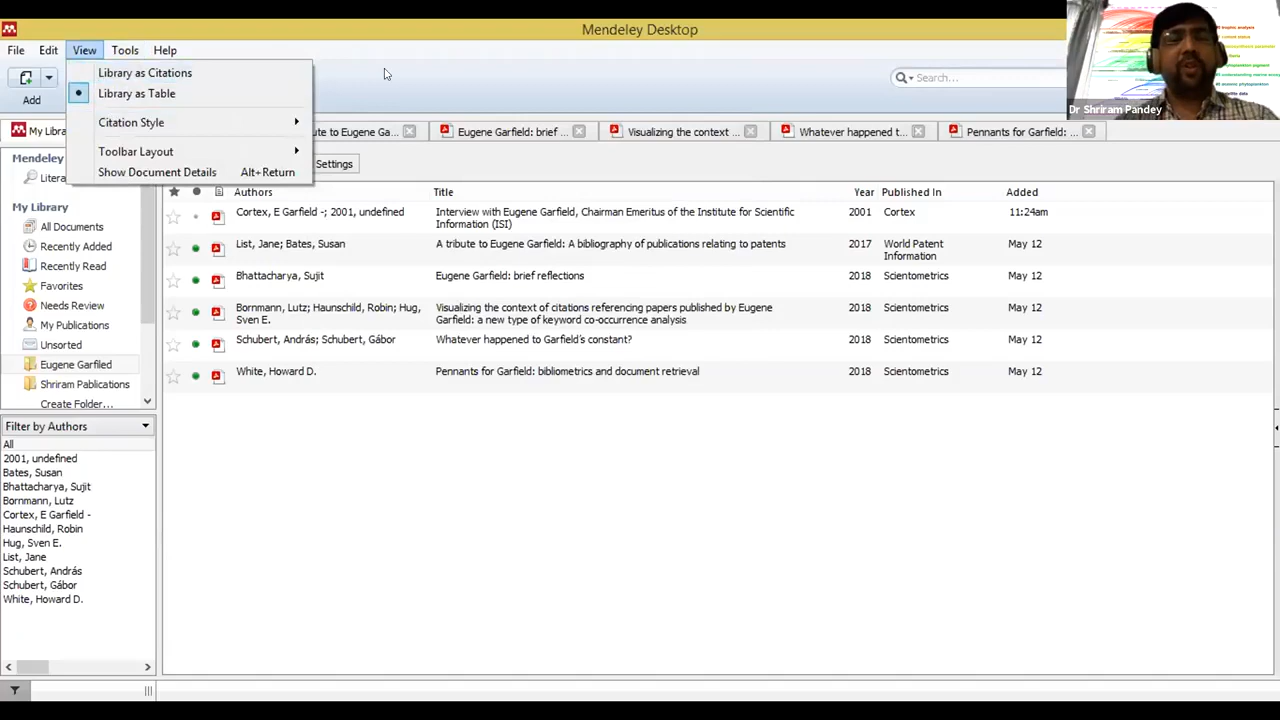 Mendeley Desktop
File Edit View Tools Help
Library as Citations
Library as Table
Citation Style
Toolbar Layout
Show Document Details Alt+Return
Add
Search...
Dr Shriram Pandey
My Libra
ute to Eugene Ga...
Eugene Garfield: brief ...
Visualizing the context ...
Whatever happened t...
Pennants for Garfield: ...
Settings
Mendeley
Litera
My Library
All Documents
Recently Added
Recently Read
Favorites
Needs Review
My Publications
Unsorted
Eugene Garfiled
Shriram Pablications
Create Folder...
Authors Title Year Published In Added
Cortex, E Garfield -; 2001, undefined Interview with Eugene Garfield, Chairman Emeritus of the Institute for Scientific 2001 Cortex 11:24am
Information (ISI)
List, Jane; Bates, Susan A tribute to Eugene Garfield: A bibliography of publications relating to patents 2017 World Patent May 12
Information
Bhattacharya, Sujit Eugene Garfield: brief reflections 2018 Scientometrics May 12
Bornmann, Lutz; Haunschild, Robin; Hug, Visualizing the context of citations referencing papers published by Eugene 2018 Scientometrics May 12
Sven E. Garfield: a new type of keyword co-occurrence analysis
Schubert, András; Schubert, Gábor Whatever happened to Garfield's constant? 2018 Scientometrics May 12
White, Howard D. Pennants for Garfield: bibliometrics and document retrieval 2018 Scientometrics May 12
Filter by Authors
All
2001, undefined
Bates, Susan
Bhattacharya, Sujit
Bornmann, Lutz
Cortex, E Garfield -
Haunschild, Robin
Hug, Sven E.
List, Jane
Schubert, András
Schubert, Gábor
White, Howard D.